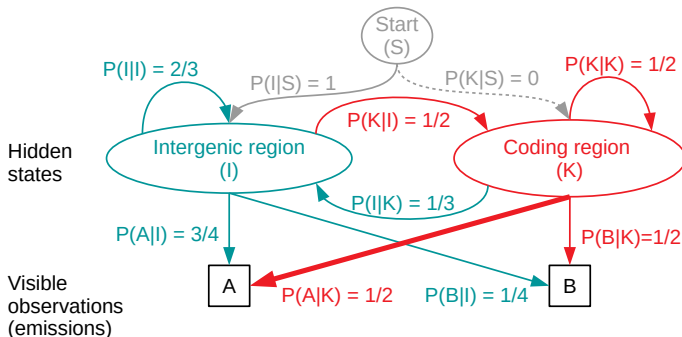 Start
(S)
P(I|I) = 2/3
P(I|S) = 1
P(K|S) = 0
P(K|K) = 1/2
P(K|I) = 1/2
Hidden
states
Intergenic region
(I)
Coding region
(K)
P(I|K) = 1/3
P(A|I) = 3/4
P(B|K)=1/2
Visible
observations
(emissions)
A
B
P(A|K) = 1/2
P(B|I) = 1/4